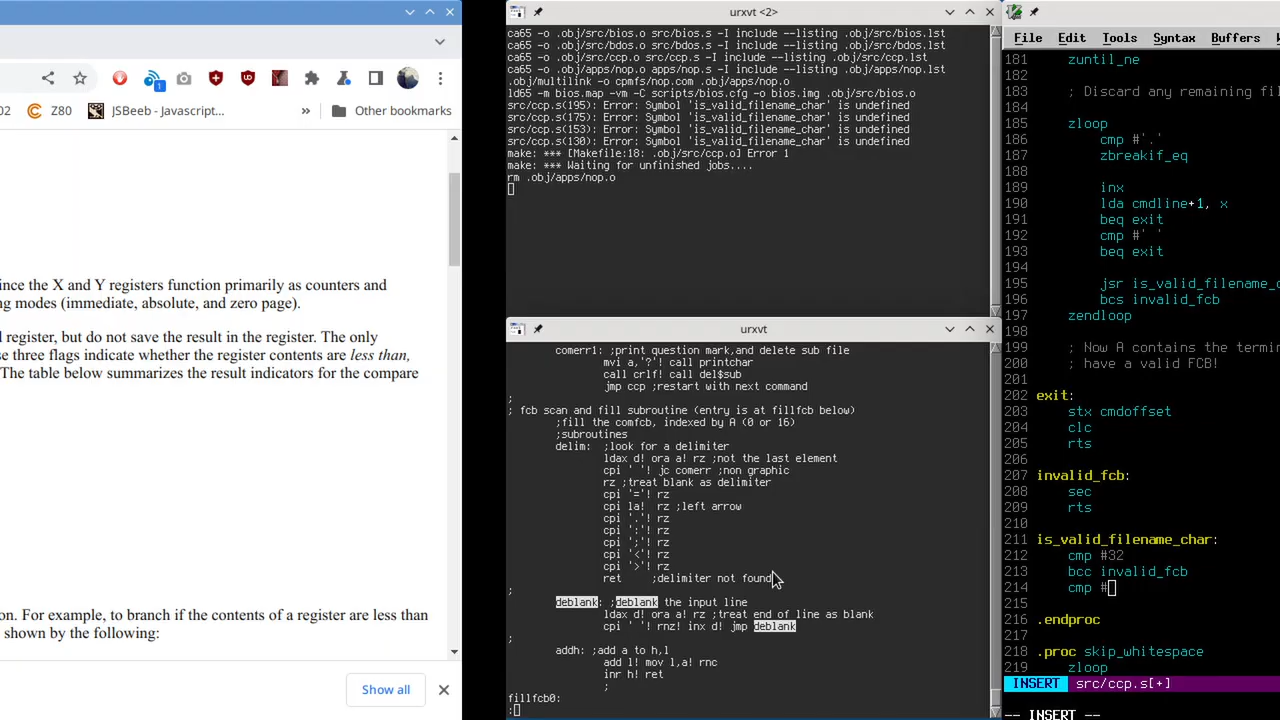 02
Z80
JSBeeb - Javascript...
»
Other bookmarks
ince the X and Y registers function primarily as counters and
ng modes (immediate, absolute, and zero page).
l register, but do not save the result in the register. The only
se three flags indicate whether the register contents are less than,
The table below summarizes the result indicators for the compare
on. For example, to branch if the contents of a register are less than
shown by the following:
Show all
urxvt <2>
ca65 -o .obj/src/bios.o src/bios.s -I include --listing .obj/src/bios.lst
ca65 -o .obj/src/bdos.o src/bdos.s -I include --listing .obj/src/bdos.lst
ca65 -o .obj/src/ccp.o src/ccp.s -I include --listing .obj/src/ccp.lst
ca65 -o .obj/apps/nop.o apps/nop.s -I include --listing .obj/apps/nop.lst
.obj/multilink -o cpmfs/nop.com .obj/apps/nop.o
ld65 -m bios.map -vm -C scripts/bios.cfg -o bios.img .obj/src/bios.o
src/ccp.s(195): Error: Symbol 'is_valid_filename_char' is undefined
src/ccp.s(175): Error: Symbol 'is_valid_filename_char' is undefined
src/ccp.s(153): Error: Symbol 'is_valid_filename_char' is undefined
src/ccp.s(130): Error: Symbol 'is_valid_filename_char' is undefined
make: *** [Makefile:18: .obj/src/ccp.o] Error 1
make: *** Waiting for unfinished jobs....
rm .obj/apps/nop.o
urxvt
comerr1: ;print question mark,and delete sub file
mvi a,'?'! call printchar
call crlf! call del$sub
jmp ccp ;restart with next command
;
; fcb scan and fill subroutine (entry is at fillfcb below)
;fill the comfcb, indexed by A (0 or 16)
;subroutines
delim: ;look for a delimiter
ldax d! ora a! rz ;not the last element
cpi ' '! jc comerr ;non graphic
rz ;treat blank as delimiter
cpi '='! rz
cpi la! rz ;left arrow
cpi '.'! rz
cpi ':'! rz
cpi ';'! rz
cpi '<'! rz
cpi '>'! rz
ret ;delimiter not found
;
deblank: ;deblank the input line
ldax d! ora a! rz ;treat end of line as blank
cpi ' '! rnz! inx d! jmp deblank
;
addh: ;add a to h,l
add l! mov l,a! rnc
inr h! ret
;
fillfcb0:
:
File Edit Tools Syntax Buffers
181 zuntil_ne
182
183 ; Discard any remaining fil
184
185 zloop
186 cmp #'.'
187 zbreakif_eq
188
189 inx
190 lda cmdline+1, x
191 beq exit
192 cmp #' '
193 beq exit
194
195 jsr is_valid_filename_c
196 bcs invalid_fcb
197 zendloop
198
199 ; Now A contains the termin
200 ; have a valid FCB!
201
202 exit:
203 stx cmdoffset
204 clc
205 rts
206
207 invalid_fcb:
208 sec
209 rts
210
211 is_valid_filename_char:
212 cmp #32
213 bcc invalid_fcb
214 cmp #
215
216 .endproc
217
218 .proc skip_whitespace
219 zloop
INSERT src/ccp.s[+]
-- INSERT --